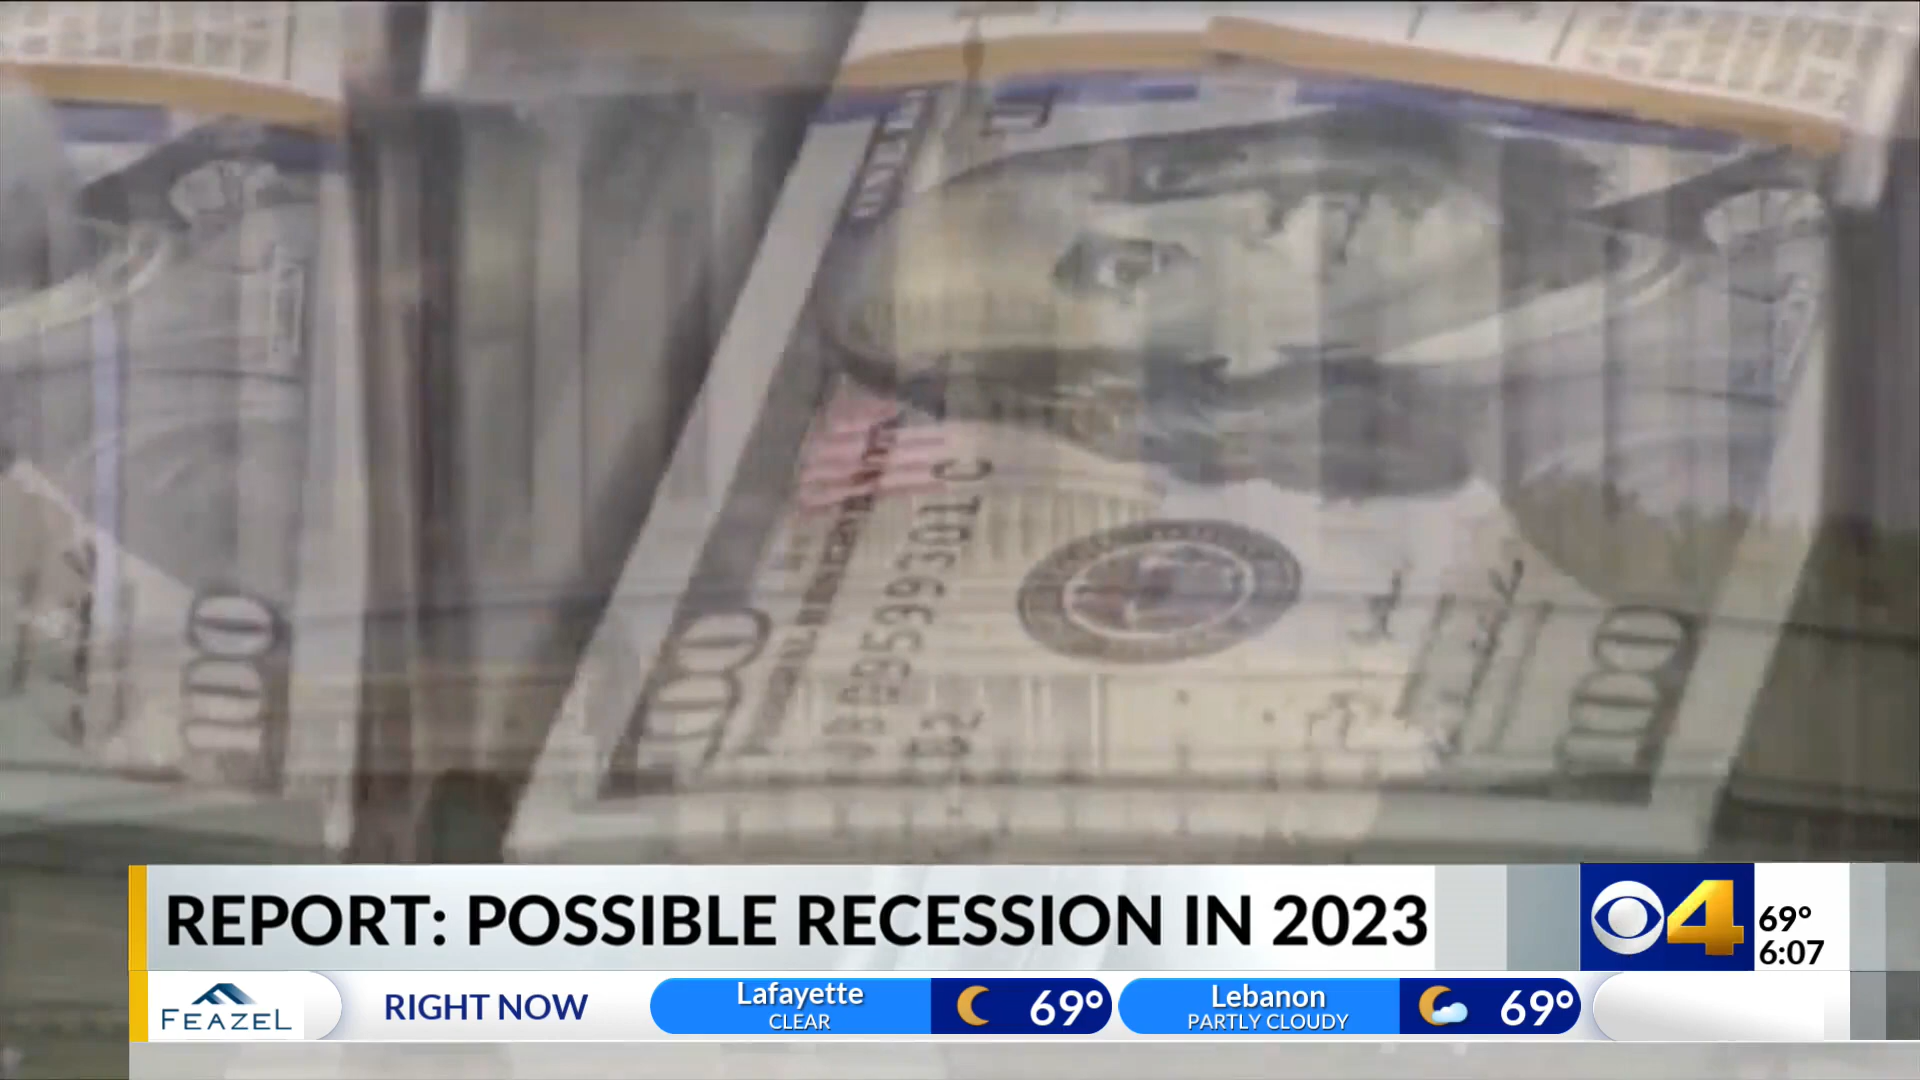 100
100
100
REPORT: POSSIBLE RECESSION IN 2023
4
69°
6:07
FEAZEL
RIGHT NOW
Lafayette
CLEAR
69°
Lebanon
PARTLY CLOUDY
69°